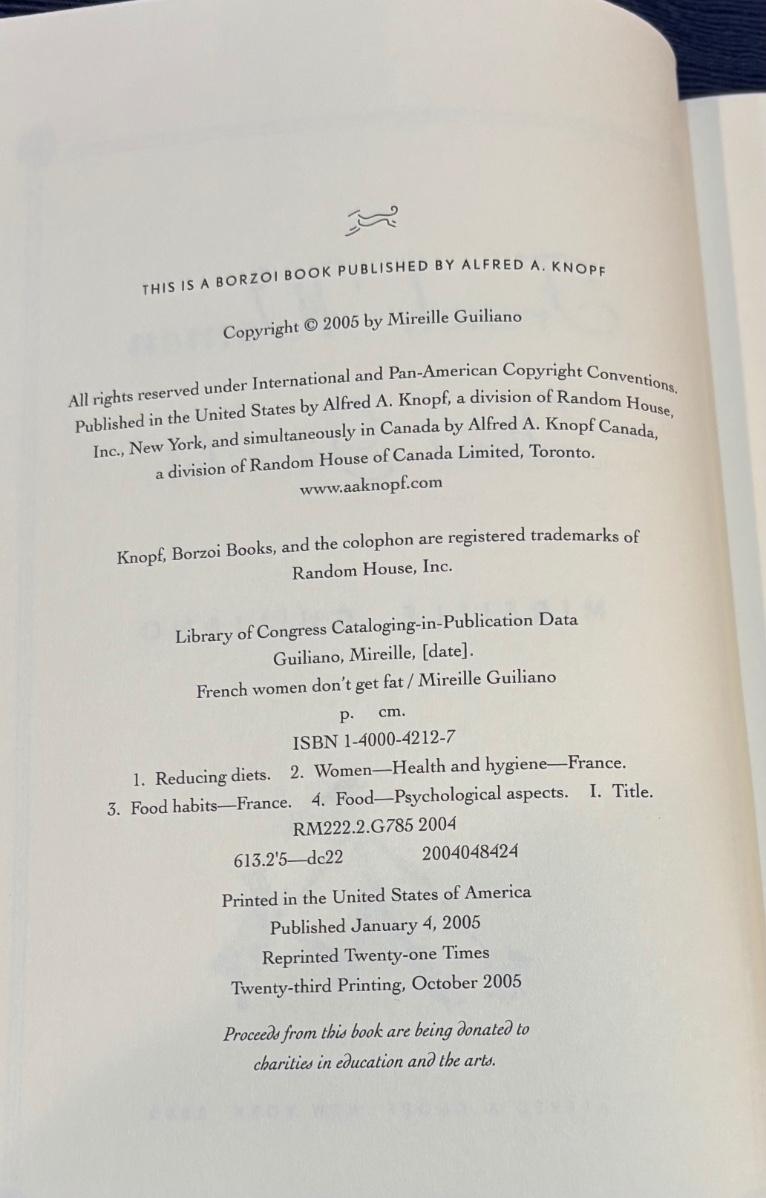 THIS IS A BORZOI BOOK PUBLISHED BY ALFRED A. KNOPF
Copyright © 2005 by Mireille Guiliano
All rights reserved under International and Pan-American Copyright Conventions.
Published in the United States by Alfred A. Knopf, a division of Random House,
Inc., New York, and simultaneously in Canada by Alfred A. Knopf Canada,
a division of Random House of Canada Limited, Toronto.
www.aaknopf.com
Knopf, Borzoi Books, and the colophon are registered trademarks of
Random House, Inc.
Library of Congress Cataloging-in-Publication Data
Guiliano, Mireille, [date].
French women don't get fat / Mireille Guiliano
p. cm.
ISBN 1-4000-4212-7
1. Reducing diets. 2. Women—Health and hygiene—France.
3. Food habits—France. 4. Food—Psychological aspects. I. Title.
RM222.2.G785 2004
613.2'5—dc22 2004048424
Printed in the United States of America
Published January 4, 2005
Reprinted Twenty-one Times
Twenty-third Printing, October 2005
Proceeds from this book are being donated to
charities in education and the arts.